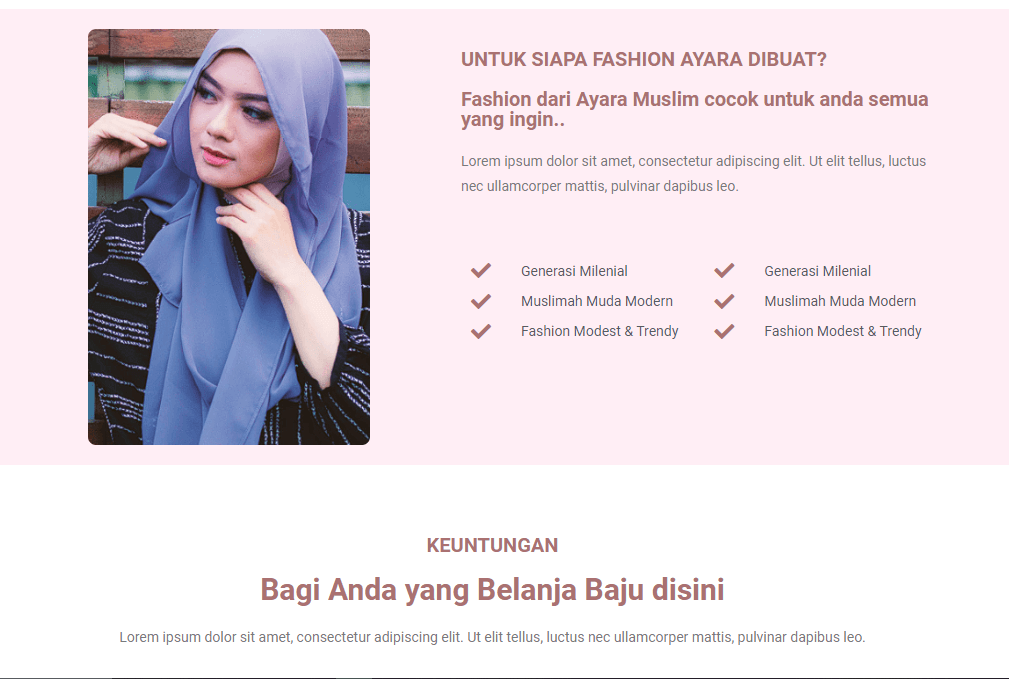 UNTUK SIAPA FASHION AYARA DIBUAT?
Fashion dari Ayara Muslim cocok untuk anda semua
yang ingin..
Lorem ipsum dolor sit amet, consectetur adipiscing elit. Ut elit tellus, luctus
nec ullamcorper mattis, pulvinar dapibus leo.
Generasi Milenial
Muslimah Muda Modern
Fashion Modest & Trendy
Generasi Milenial
Muslimah Muda Modern
Fashion Modest & Trendy
KEUNTUNGAN
Bagi Anda yang Belanja Baju disini
Lorem ipsum dolor sit amet, consectetur adipiscing elit. Ut elit tellus, luctus nec ullamcorper mattis, pulvinar dapibus leo.